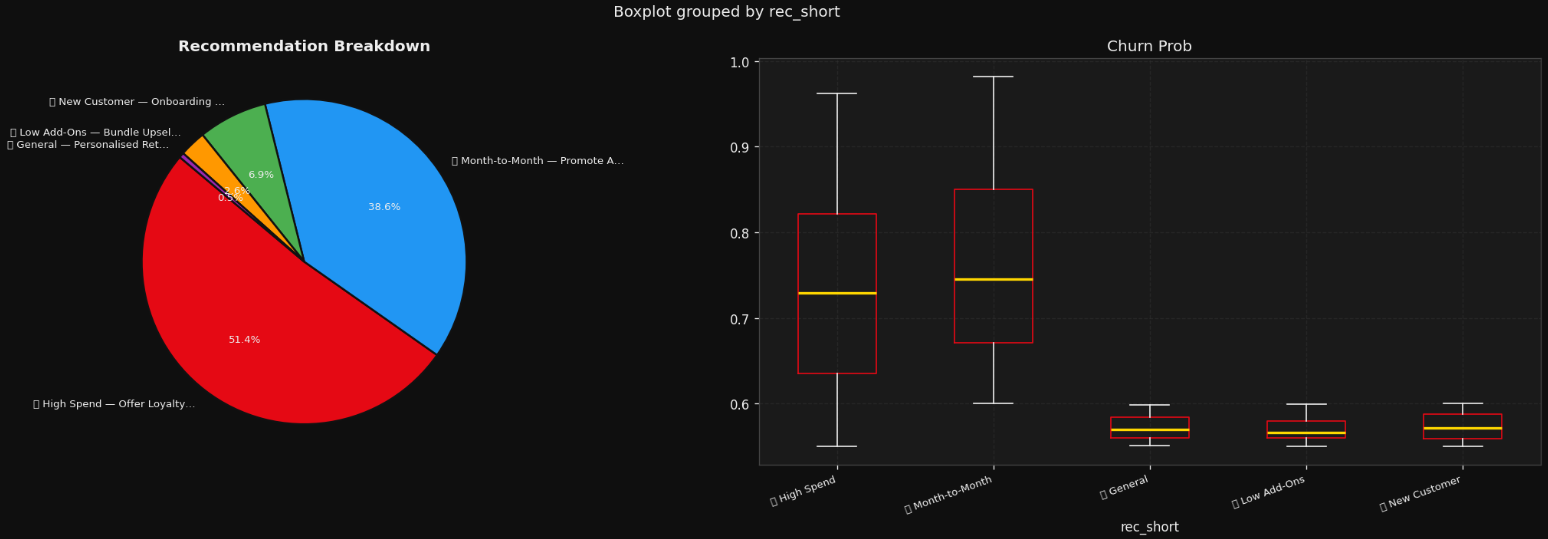 Boxplot grouped by rec_short
Recommendation Breakdown
▯ New Customer — Onboarding …
▯ Low Add-Ons — Bundle Upsel…
▯ General — Personalised Ret…
▯ Month-to-Month — Promote A…
▯ High Spend — Offer Loyalty…
6.9%
3.6%
0.5%
38.6%
51.4%
Churn Prob
1.0
0.9
0.8
0.7
0.6
▯ High Spend
▯ Month-to-Month
▯ General
▯ Low Add-Ons
▯ New Customer
rec_short